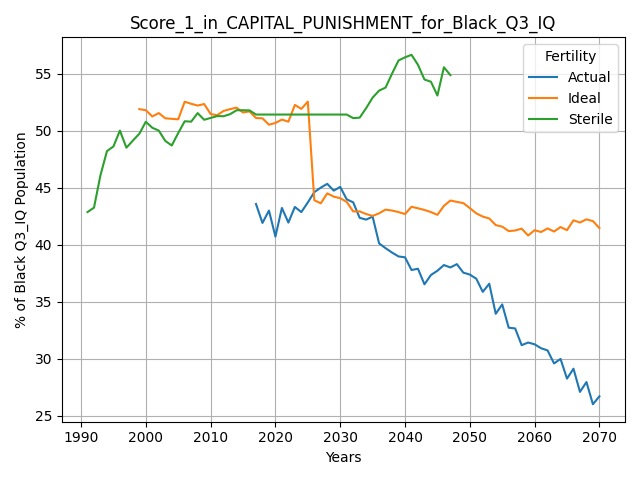 Score_1_in_CAPITAL_PUNISHMENT_for_Black_Q3_IQ
% of Black Q3_IQ Population
55
50
45
40
35
30
25
Fertility
Actual
Ideal
Sterile
1990 2000 2010 2020 2030 2040 2050 2060 2070
Years